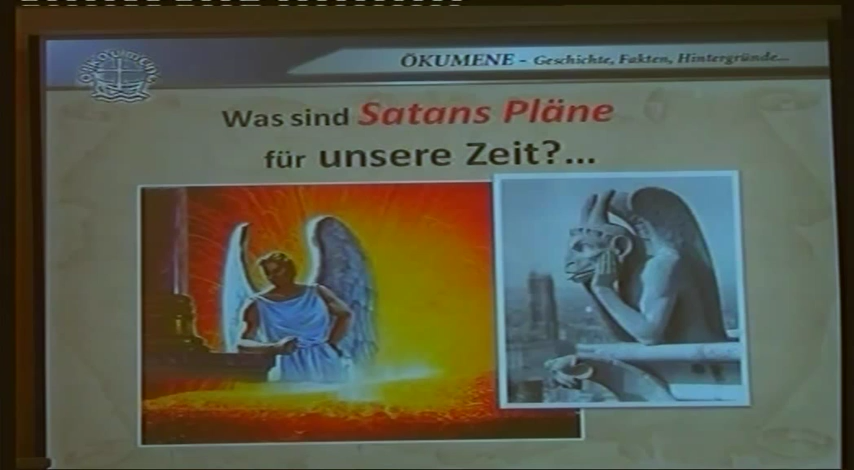 ÖKUMENE - Geschichte, Fakten, Hintergründe...
Was sind Satans Pläne
für unsere Zeit?...